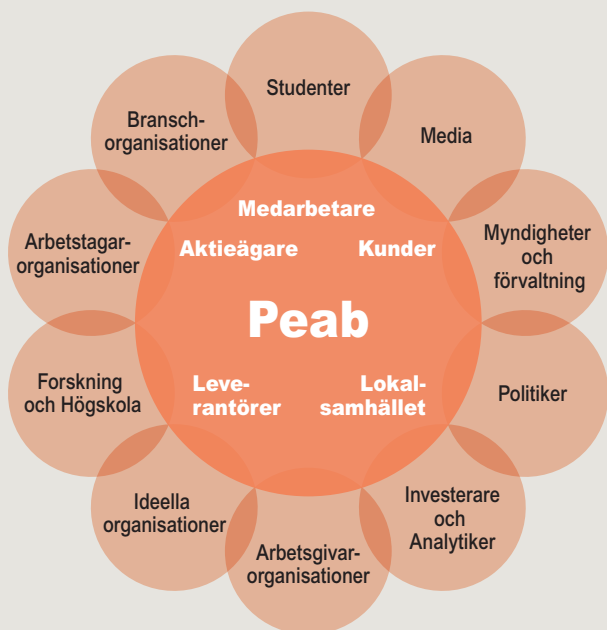 Studenter
Bransch-
organisationer
Media
Medarbetare
Arbetstagar-
organisationer
Aktieägare
Kunder
Myndigheter
och
förvaltning
Peab
Forskning
och Högskola
Leve-
rantörer
Lokal-
samhället
Politiker
Ideella
organisationer
Investerare
och
Analytiker
Arbetsgivar-
organisationer